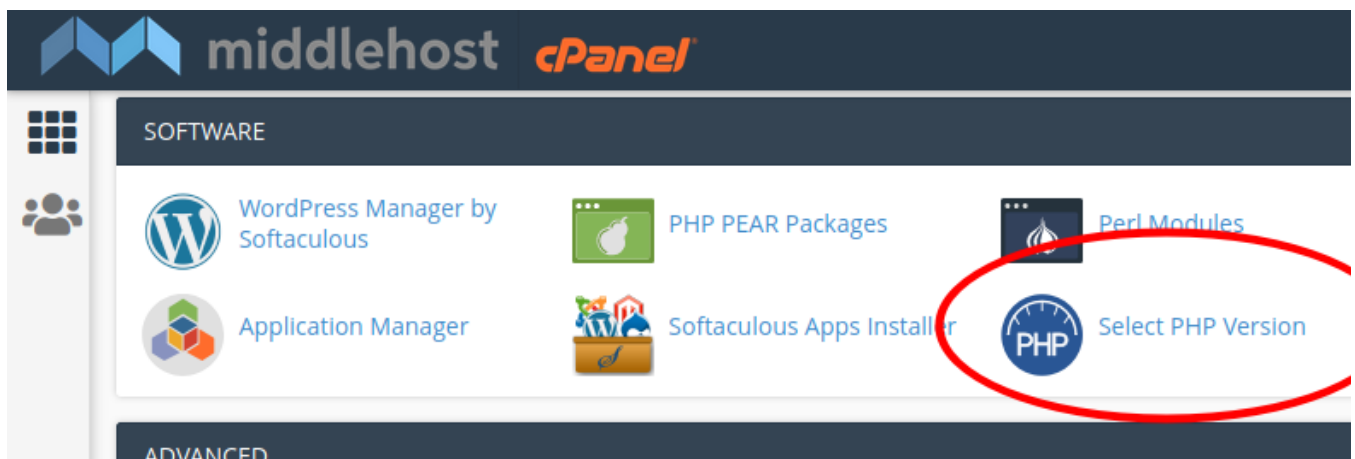 middlehost cPanel
SOFTWARE
WordPress Manager by
Softaculous
PHP PEAR Packages
Perl Modules
Application Manager
Softaculous Apps Installer
PHP
Select PHP Version
ADVANCED